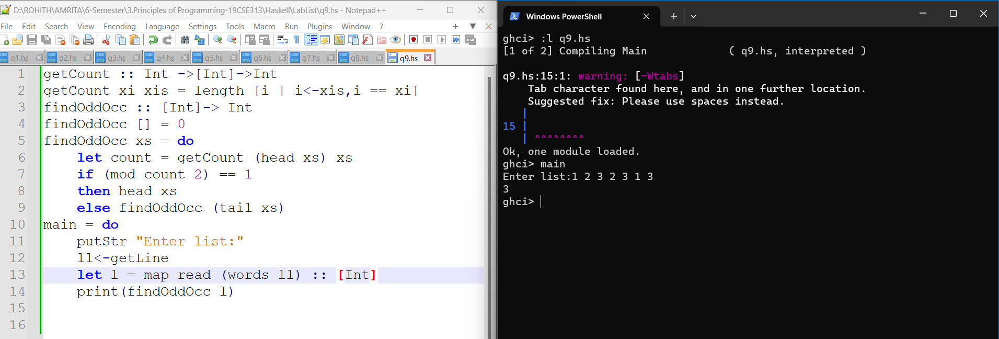 D:\ROHITH\AMRITA\6-Semester\3.Principles of Programming-19CSE313\Haskell\LabList\q9.hs - Notepad++
File Edit Search View Encoding Language Settings Tools Macro Run Plugins Window ? + ▼ ×
q1.hs q2.hs q3.hs q4.hs q5.hs q6.hs q7.hs q8.hs q9.hs
1 getCount :: Int ->[Int]->Int
2 getCount xi xis = length [i | i<-xis,i == xi]
3 findOddOcc :: [Int]-> Int
4 findOddOcc [] = 0
5 findOddOcc xs = do
6 let count = getCount (head xs) xs
7 if (mod count 2) == 1
8 then head xs
9 else findOddOcc (tail xs)
10 main = do
11 putStr "Enter list:"
12 ll<-getLine
13 let l = map read (words ll) :: [Int]
14 print(findOddOcc l)
15
16
Windows PowerShell
ghci> :l q9.hs
[1 of 2] Compiling Main ( q9.hs, interpreted )
q9.hs:15:1: warning: [-Wtabs]
Tab character found here, and in one further location.
Suggested fix: Please use spaces instead.
|
15 |
| ^^^^^^^^
Ok, one module loaded.
ghci> main
Enter list:1 2 3 2 3 1 3
3
ghci>